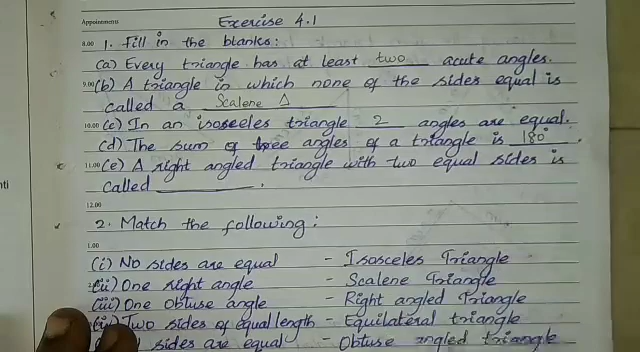 Appointments Exercise 4.1
8.00 1. Fill in the blanks:
(a) Every triangle has at least two acute angles.
9.00 (b) A triangle in which none of the sides equal is
called a Scalene Δ
10.00 (c) In an isosceles triangle 2 angles are equal.
(d) The sum of three angles of a triangle is 180°.
11.00 (e) A right angled triangle with two equal sides is
called ________.
12.00
2. Match the following:
1.00
(i) No sides are equal - Isosceles Triangle
(ii) One right angle - Scalene Triangle
(iii) One Obtuse angle - Right angled Triangle
(iv) Two sides of equal length - Equilateral triangle
sides are equal - Obtuse angled triangle